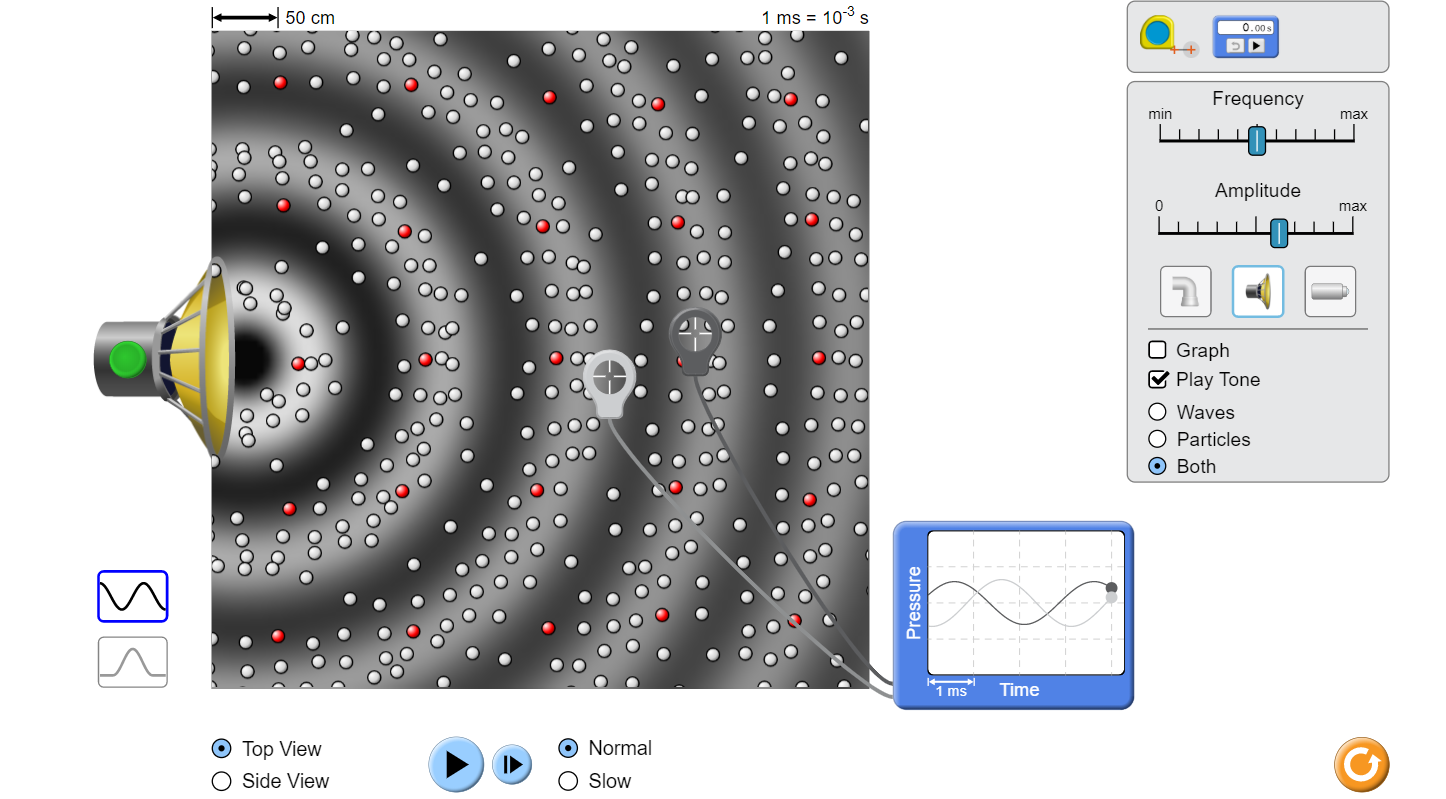 50 cm
1 ms = 10⁻³ s
0.00 s
Frequency
min
max
Amplitude
0
max
Graph
Play Tone
Waves
Particles
Both
Pressure
1 ms
Time
Top View
Side View
Normal
Slow